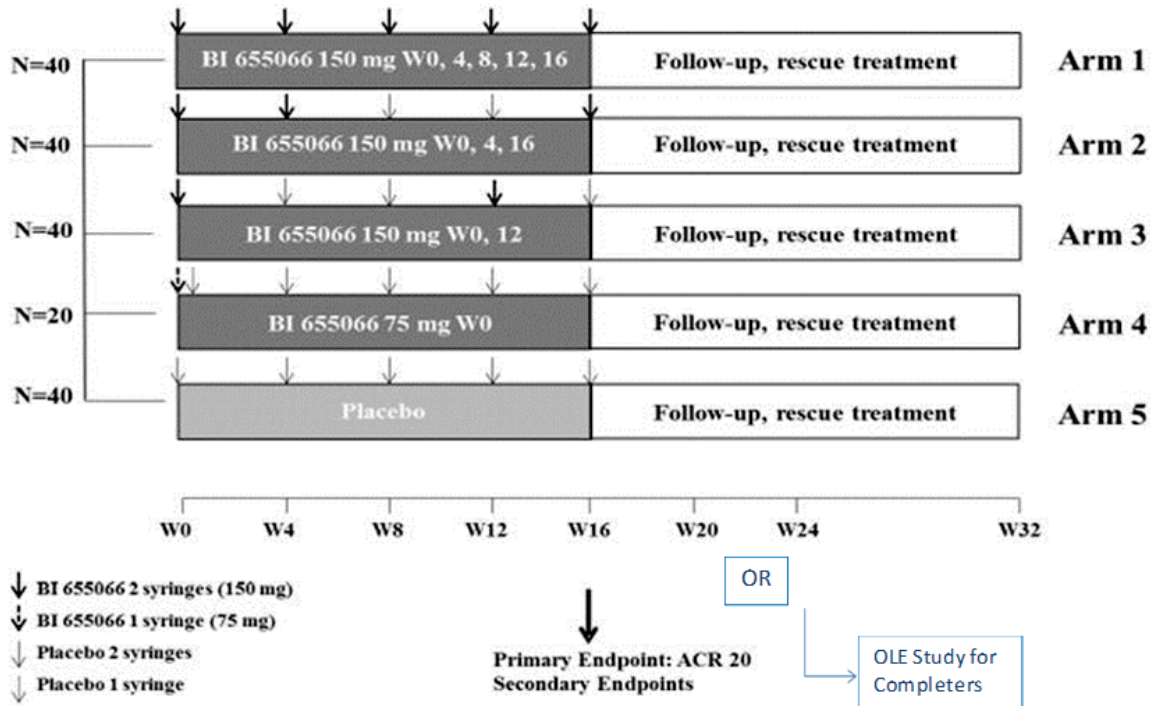 N=40 BI 655066 150 mg W0, 4, 8, 12, 16 Follow-up, rescue treatment Arm 1
N=40 BI 655066 150 mg W0, 4, 16 Follow-up, rescue treatment Arm 2
N=40 BI 655066 150 mg W0, 12 Follow-up, rescue treatment Arm 3
N=20 BI 655066 75 mg W0 Follow-up, rescue treatment Arm 4
N=40 Placebo Follow-up, rescue treatment Arm 5
W0 W4 W8 W12 W16 W20 W24 W32
BI 655066 2 syringes (150 mg)
BI 655066 1 syringe (75 mg)
Placebo 2 syringes
Placebo 1 syringe
Primary Endpoint: ACR 20
Secondary Endpoints
OR
OLE Study for
Completers